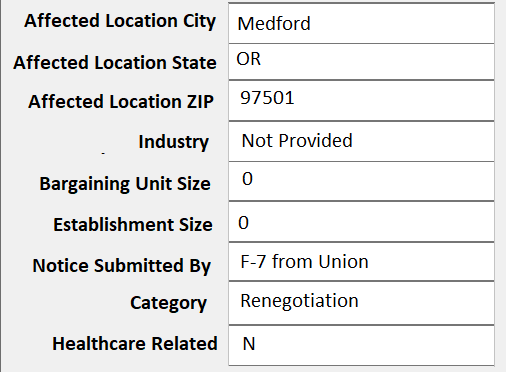 Affected Location City Medford
Affected Location State OR
Affected Location ZIP 97501
Industry Not Provided
Bargaining Unit Size 0
Establishment Size 0
Notice Submitted By F-7 from Union
Category Renegotiation
Healthcare Related N